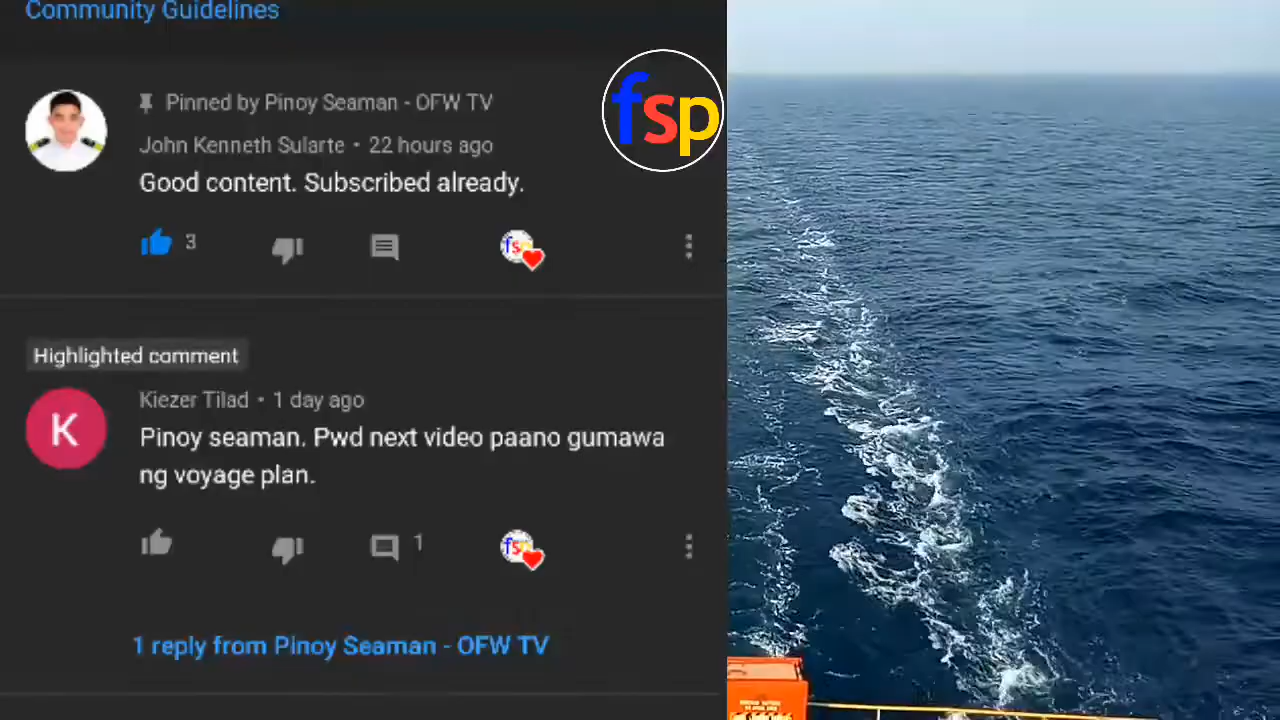 Community Guidelines
fsp
Pinned by Pinoy Seaman - OFW TV
John Kenneth Sularte • 22 hours ago
Good content. Subscribed already.
3
fsp
Highlighted comment
K
Kiezer Tilad • 1 day ago
Pinoy seaman. Pwd next video paano gumawa
ng voyage plan.
1
fsp
1 reply from Pinoy Seaman - OFW TV